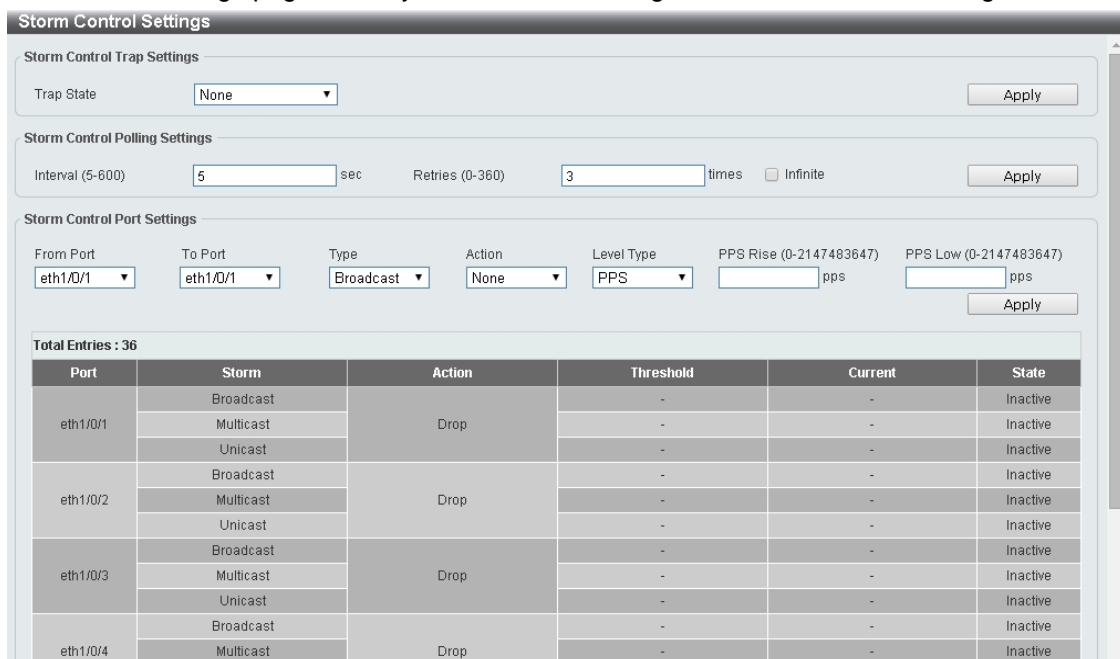 Storm Control Settings
Storm Control Trap Settings
Trap State None Apply
Storm Control Polling Settings
Interval (5-600) 5 sec Retries (0-360) 3 times Infinite Apply
Storm Control Port Settings
From Port To Port Type Action Level Type PPS Rise (0-2147483647) PPS Low (0-2147483647)
eth1/0/1 eth1/0/1 Broadcast None PPS pps pps
Apply
Total Entries : 36
Port Storm Action Threshold Current State
Broadcast - - Inactive
eth1/0/1 Multicast Drop - - Inactive
Unicast - - Inactive
Broadcast - - Inactive
eth1/0/2 Multicast Drop - - Inactive
Unicast - - Inactive
Broadcast - - Inactive
eth1/0/3 Multicast Drop - - Inactive
Unicast - - Inactive
Broadcast - - Inactive
eth1/0/4 Multicast Drop - - Inactive